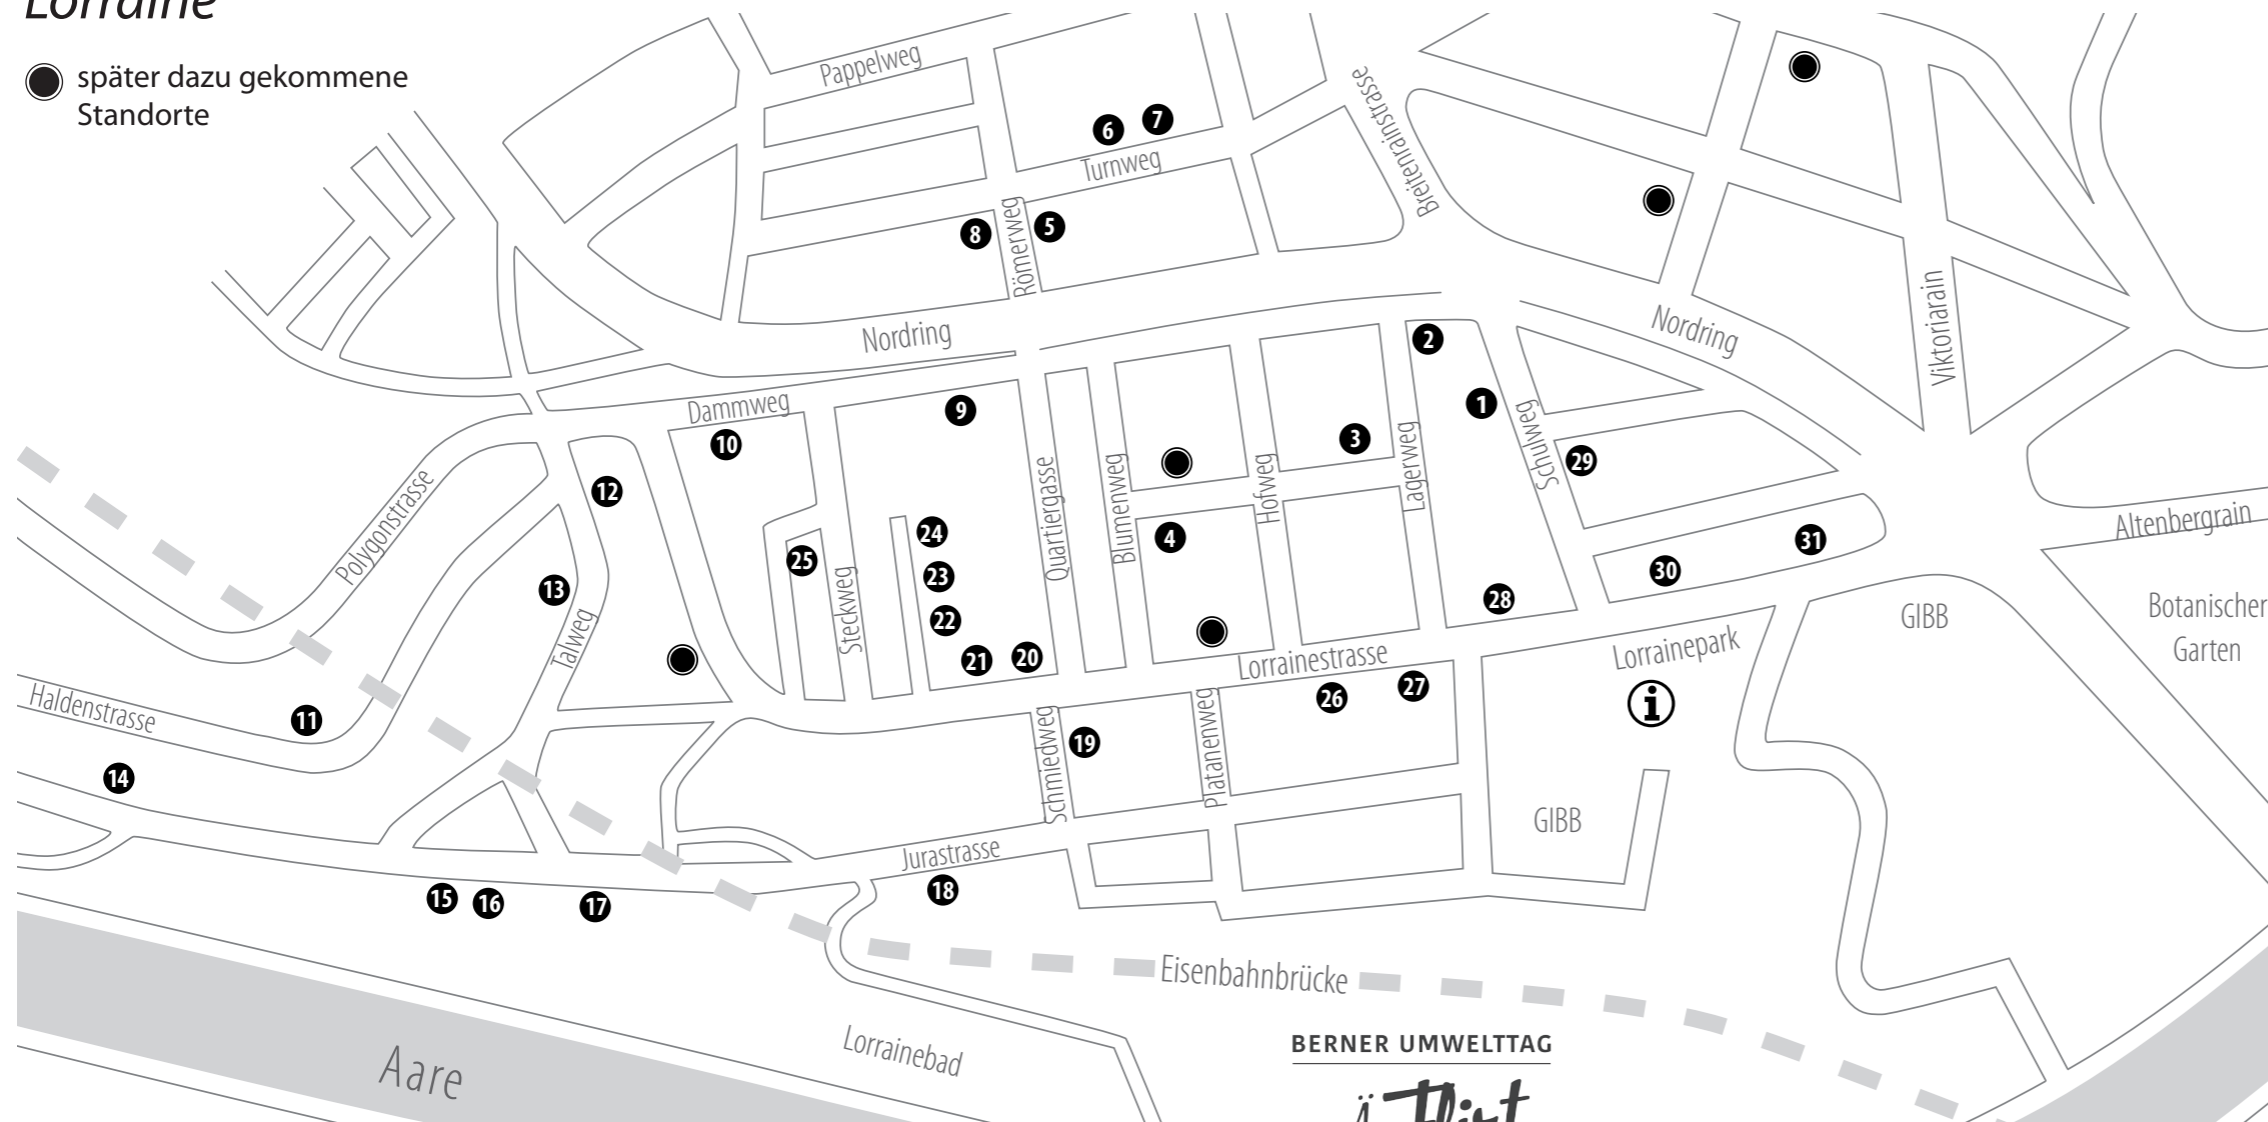 Lorraine
später dazu gekommene
Standorte
Pappelweg
6
7
Turnweg
Breitenrainstrasse
8
Römerweg
5
Nordring
Nordring
Viktoriarain
2
1
Dammweg
9
10
3
Schulweg
29
Lagerweg
Hofweg
Blumenweg
Quartiergasse
Polygonstrasse
12
24
4
31
Altenbergrain
25
23
30
13
Steckweg
22
28
GIBB
Botanischer
Garten
Talweg
21
20
Lorrainestrasse
Lorrainepark
26
27
i
Haldenstrasse
11
19
Schmiedweg
Platanenweg
14
GIBB
Jurastrasse
15
16
17
18
Eisenbahnbrücke
Lorrainebad
Aare
BERNER UMWELTTAG
Ä Flirt